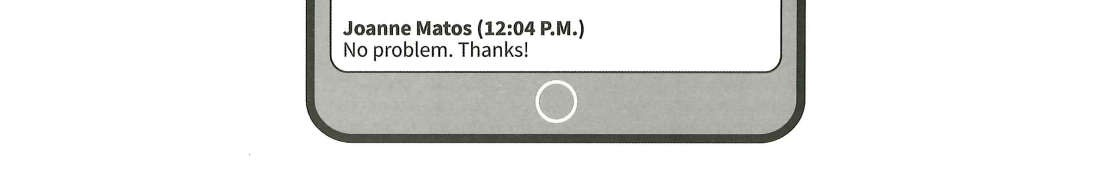 Joanne Matos (12:04 P.M.)
No problem. Thanks!